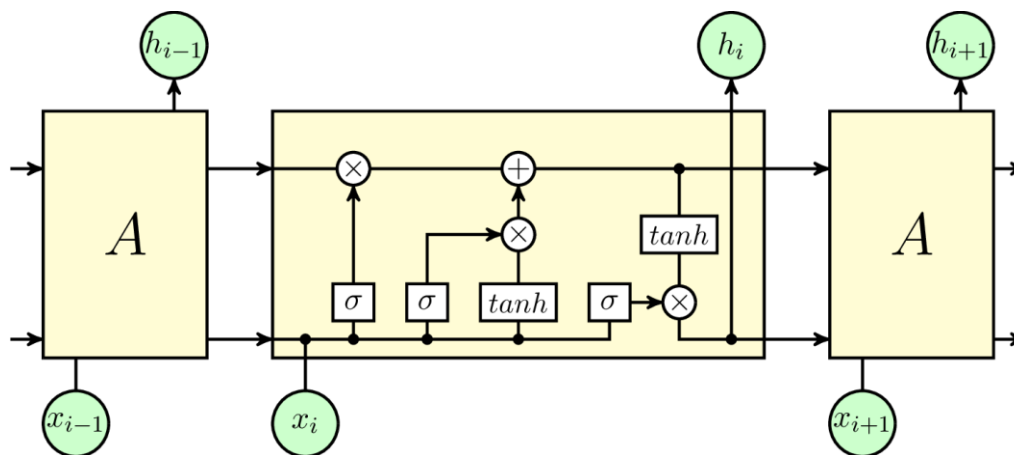 h_{i-1} h_i h_{i+1}
× +
A × tanh A
σ σ tanh σ ×
x_{i-1} x_i x_{i+1}